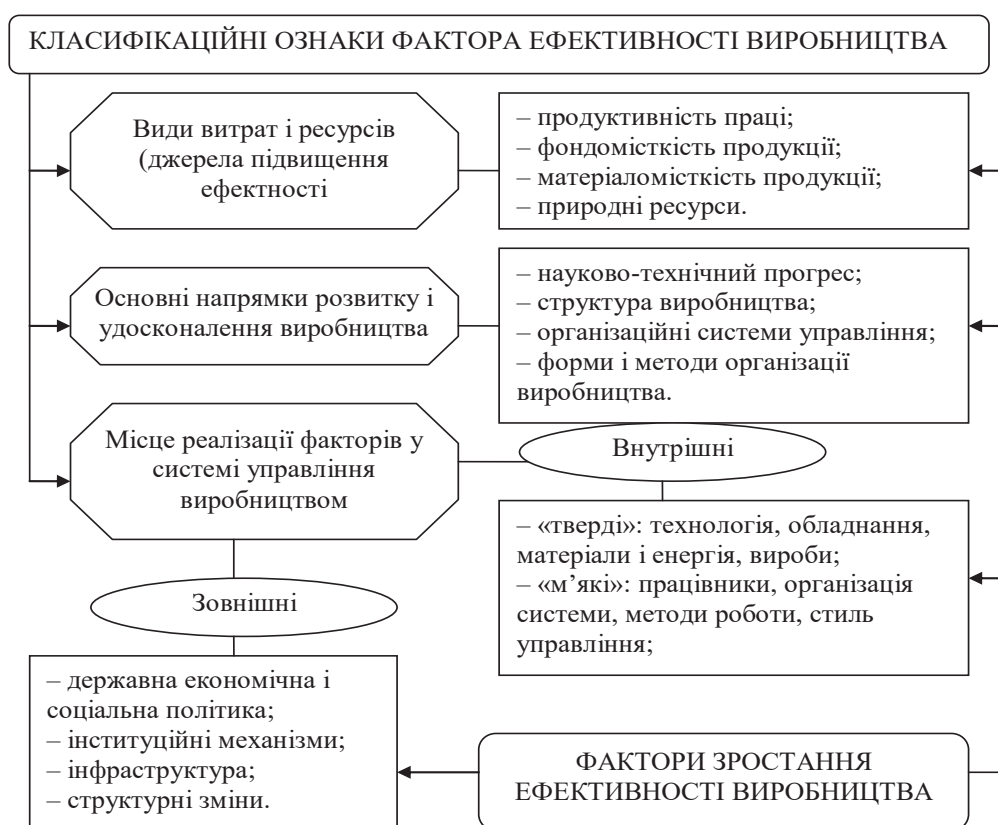 КЛАСИФІКАЦІЙНІ ОЗНАКИ ФАКТОРА ЕФЕКТИВНОСТІ ВИРОБНИЦТВА
Види витрат і ресурсів
(джерела підвищення
ефектності
– продуктивність праці;
– фондомісткість продукції;
– матеріаломісткість продукції;
– природні ресурси.
Основні напрямки розвитку і
удосконалення виробництва
– науково-технічний прогрес;
– структура виробництва;
– організаційні системи управління;
– форми і методи організації
виробництва.
Місце реалізації факторів у
системі управління
виробництвом
Внутрішні
– «тверді»: технологія, обладнання,
матеріали і енергія, вироби;
– «м’які»: працівники, організація
системи, методи роботи, стиль
управління;
Зовнішні
– державна економічна і
соціальна політика;
– інституційні механізми;
– інфраструктура;
– структурні зміни.
ФАКТОРИ ЗРОСТАННЯ
ЕФЕКТИВНОСТІ ВИРОБНИЦТВА